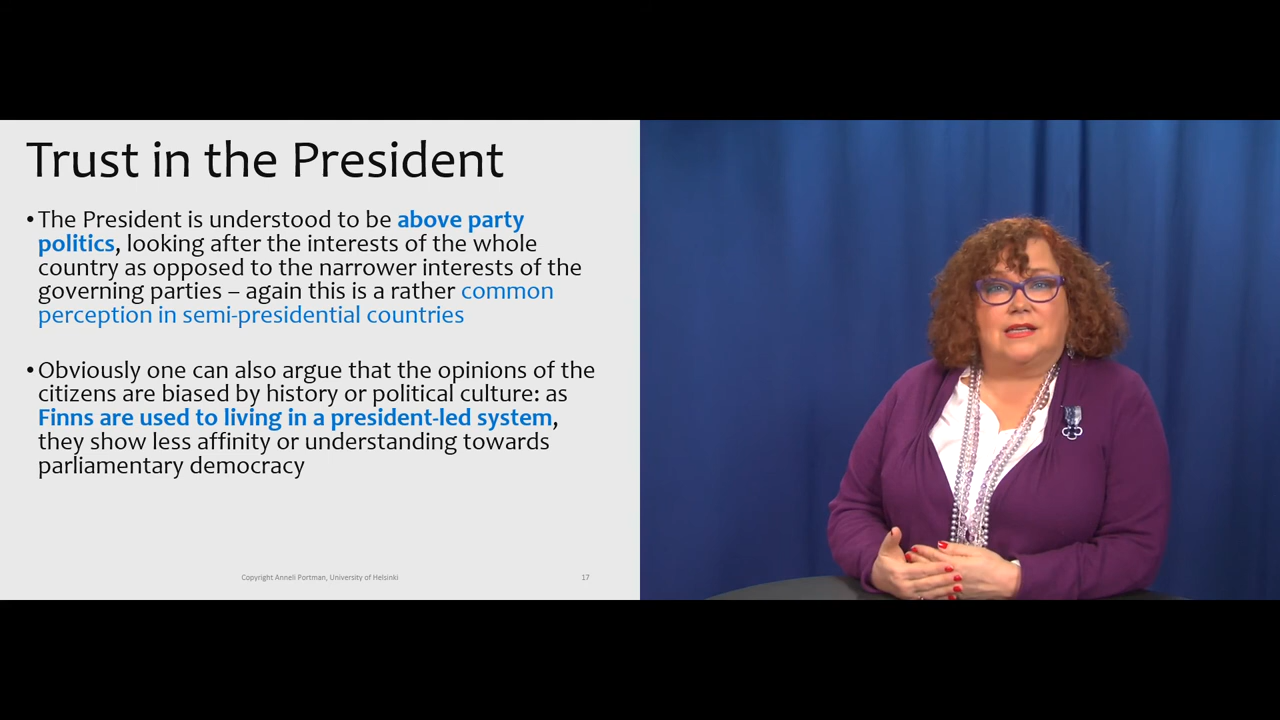 Trust in the President
• The President is understood to be above party
politics, looking after the interests of the whole
country as opposed to the narrower interests of the
governing parties – again this is a rather common
perception in semi-presidential countries
• Obviously one can also argue that the opinions of the
citizens are biased by history or political culture: as
Finns are used to living in a president-led system,
they show less affinity or understanding towards
parliamentary democracy
Copyright Anneli Portman, University of Helsinki
17